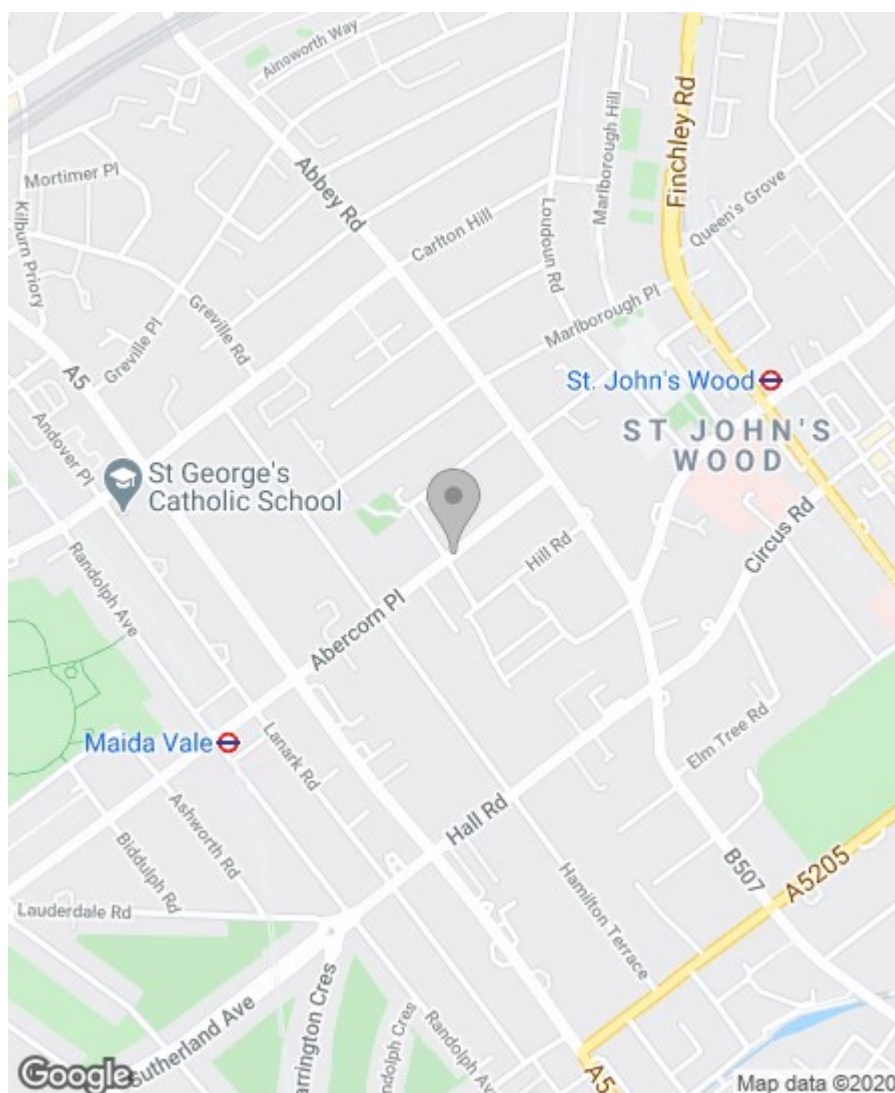 Ainsworth Way
Finchley Rd
Marlborough Hill
Abbey Rd
Mortimer Pl
Carlton Hill
Loudoun Rd
Queen's Grove
Kilburn Priory
Greville Rd
Greville Pl
Marlborough Pl
A5
St. John's Wood
Andover Pl
ST JOHN'S
WOOD
St George's
Catholic School
Circus Rd
Hill Rd
Randolph Ave
Abercorn Pl
Elm Tree Rd
Maida Vale
Lanark Rd
Ashworth Rd
Hall Rd
Biddulph Rd
B507
A5205
Lauderdale Rd
Hamilton Terrace
Sutherland Ave
arrington Cres
andolph Cres
Randolph Ave
A5
Google
Map data ©2020